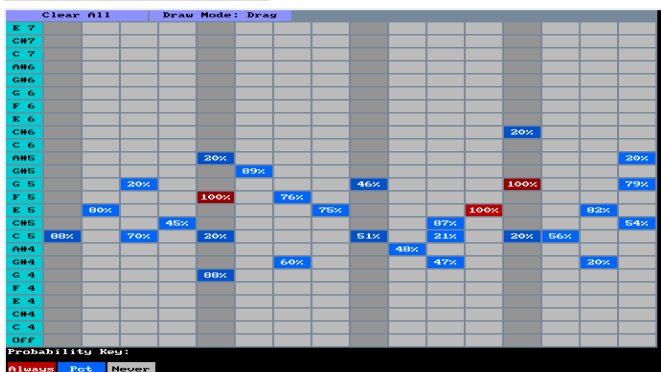 Clear All Draw Mode: Drag
E 7
C#7
C 7
A#6
G#6
G 6
F 6
E 6
C#6 20%
C 6
A#5 20% 20%
G#5 89%
G 5 20% 46% 100% 79%
F 5 100% 76%
E 5 80% 75% 100% 82%
C#5 45% 87% 54%
C 5 88% 70% 20% 51% 21% 20% 56%
A#4 48%
G#4 60% 47% 20%
G 4 88%
F 4
E 4
C#4
C 4
Off
Probability Key:
Always Pct Never